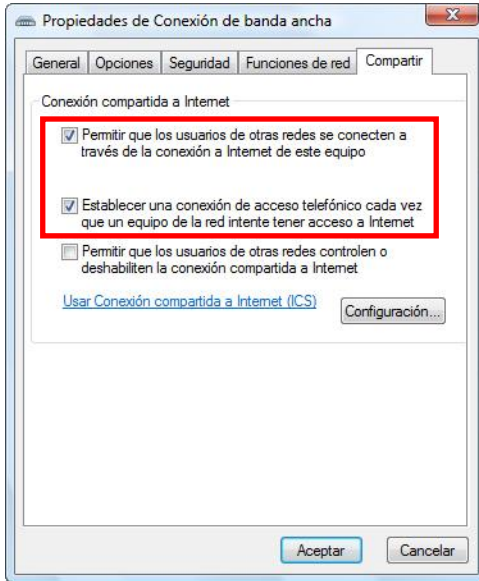 Propiedades de Conexión de banda ancha
General Opciones Seguridad Funciones de red Compartir
Conexión compartida a Internet
Permitir que los usuarios de otras redes se conecten a
través de la conexión a Internet de este equipo
Establecer una conexión de acceso telefónico cada vez
que un equipo de la red intente tener acceso a Internet
Permitir que los usuarios de otras redes controlen o
deshabiliten la conexión compartida a Internet
Usar Conexión compartida a Internet (ICS)
Configuración...
Aceptar Cancelar